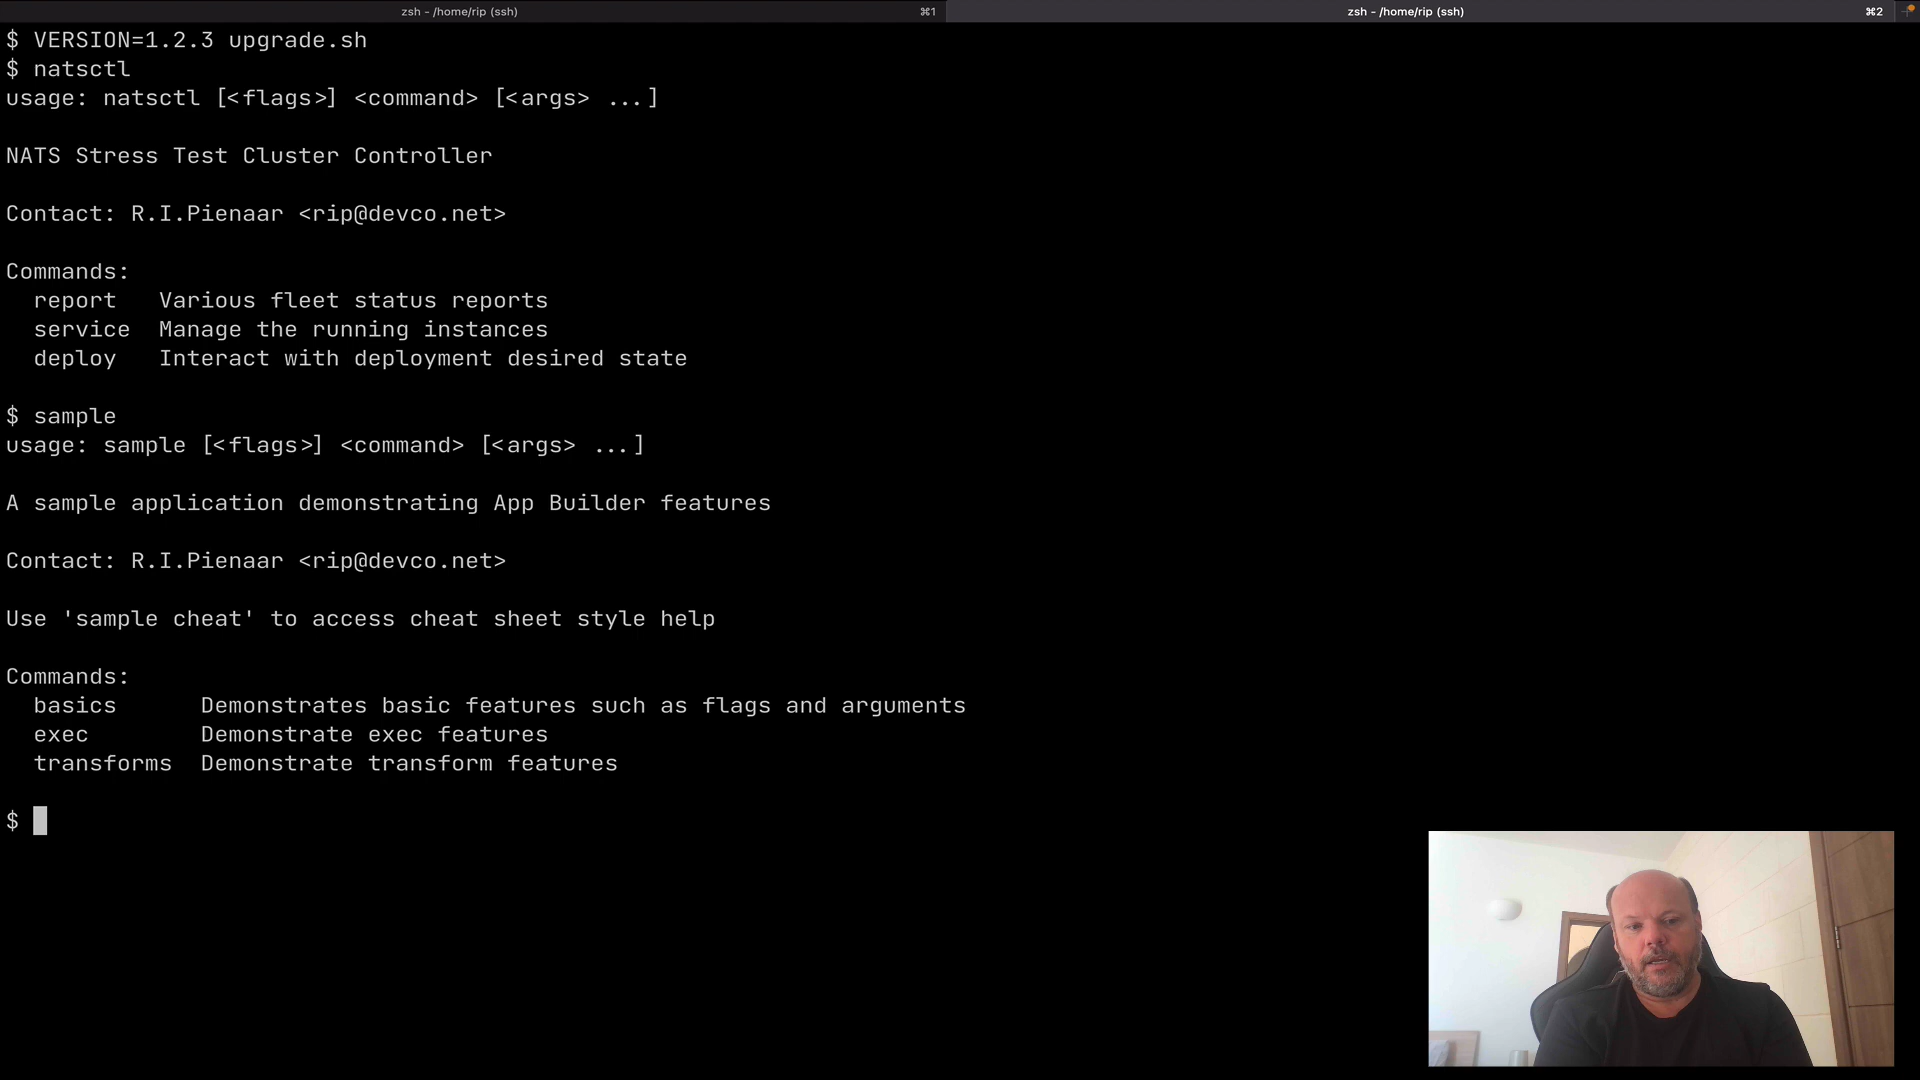 zsh - /home/rip (ssh)
⌘1
zsh - /home/rip (ssh)
⌘2
$ VERSION=1.2.3 upgrade.sh
$ natsctl
usage: natsctl [<flags>] <command> [<args> ...]
NATS Stress Test Cluster Controller
Contact: R.I.Pienaar <rip@devco.net>
Commands:
report   Various fleet status reports
service  Manage the running instances
deploy   Interact with deployment desired state
$ sample
usage: sample [<flags>] <command> [<args> ...]
A sample application demonstrating App Builder features
Contact: R.I.Pienaar <rip@devco.net>
Use 'sample cheat' to access cheat sheet style help
Commands:
basics      Demonstrates basic features such as flags and arguments
exec        Demonstrate exec features
transforms  Demonstrate transform features
$